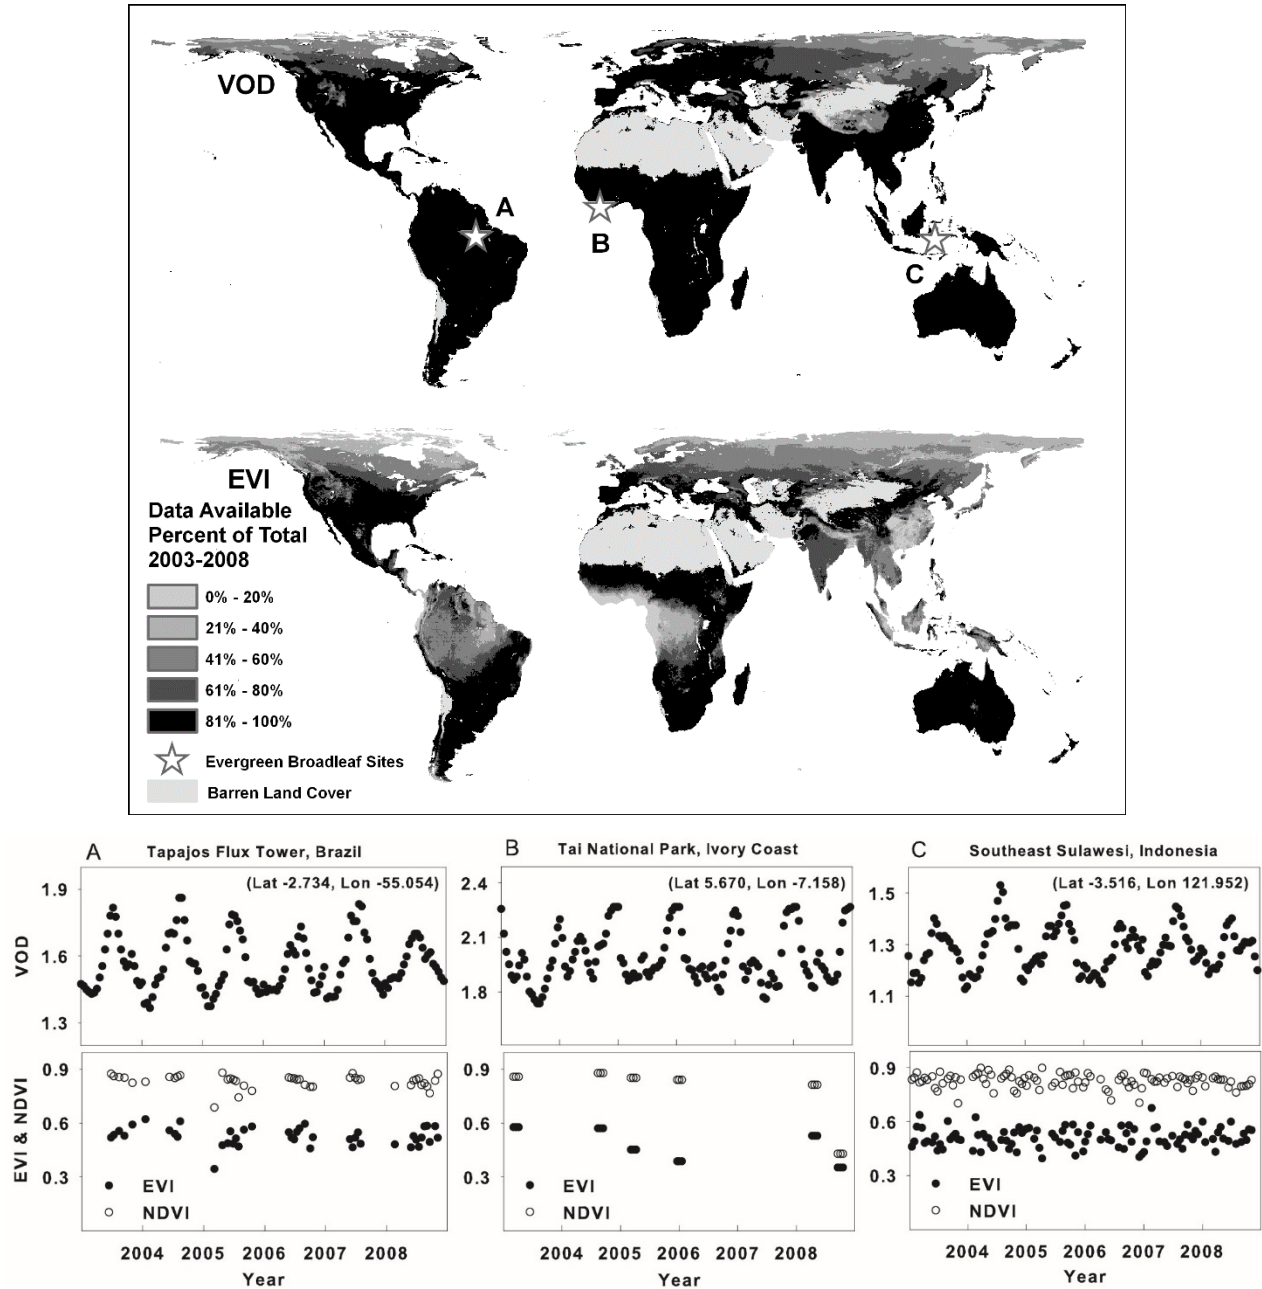 VOD
A
B
C
EVI
Data Available
Percent of Total
2003-2008
0% - 20%
21% - 40%
41% - 60%
61% - 80%
81% - 100%
Evergreen Broadleaf Sites
Barren Land Cover
A Tapajos Flux Tower, Brazil
(Lat -2.734, Lon -55.054)
VOD
1.9
1.6
1.3
EVI & NDVI
0.9
0.6
0.3
EVI
NDVI
2004 2005 2006 2007 2008
Year
B Tai National Park, Ivory Coast
(Lat 5.670, Lon -7.158)
2.4
2.1
1.8
0.9
0.6
0.3
EVI
NDVI
2004 2005 2006 2007 2008
Year
C Southeast Sulawesi, Indonesia
(Lat -3.516, Lon 121.952)
1.5
1.3
1.1
0.9
0.6
0.3
EVI
NDVI
2004 2005 2006 2007 2008
Year